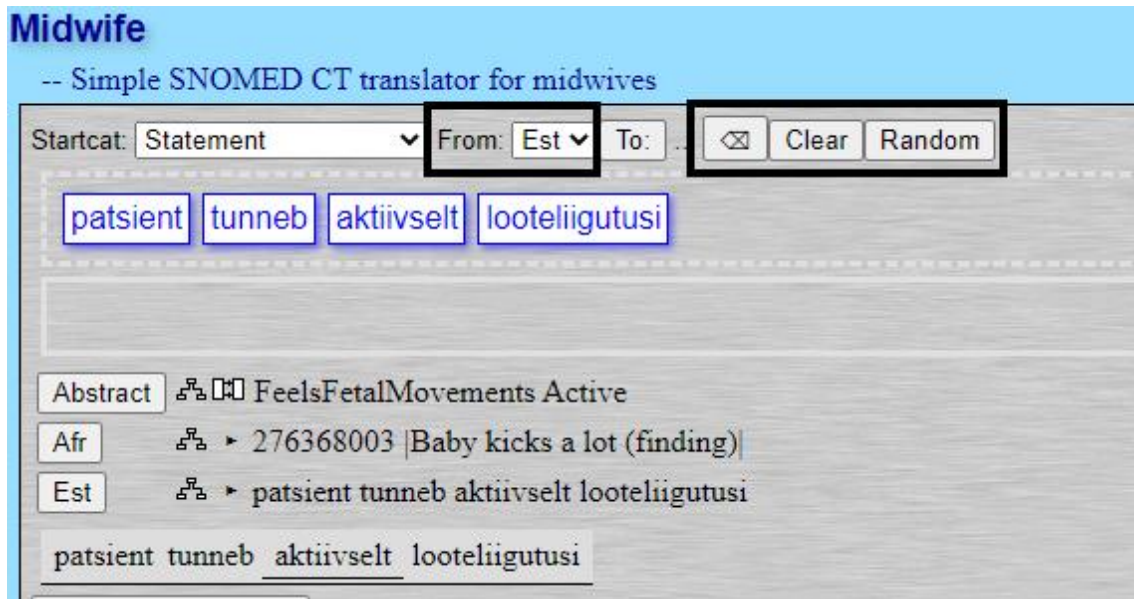 Midwife
-- Simple SNOMED CT translator for midwives
Startcat: Statement From: Est To: .. ⌫ Clear Random
patsient tunneb aktiivselt looteliigutusi
Abstract FeelsFetalMovements Active
Afr 276368003 |Baby kicks a lot (finding)|
Est patsient tunneb aktiivselt looteliigutusi
patsient tunneb aktiivselt looteliigutusi